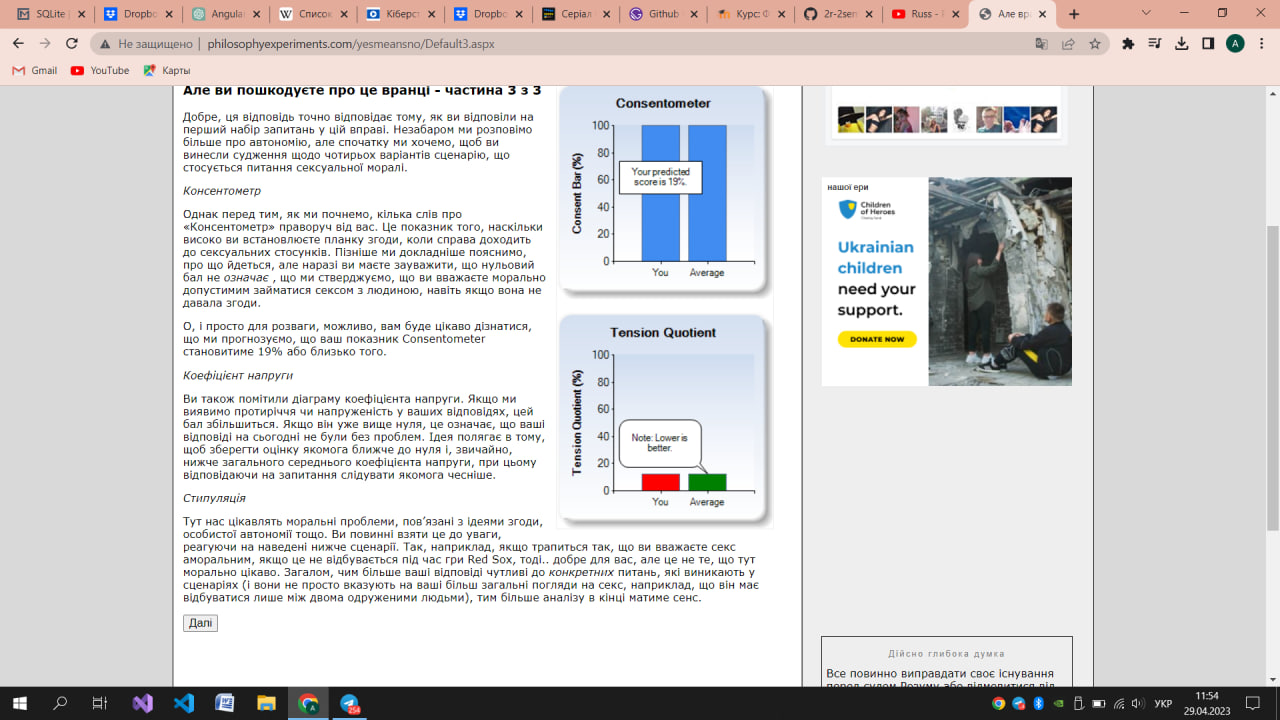 SQLite
Dropbo
Angular
Список
Кіберст
Dropbo
Серіал
Github
Курс: Ф
2r-2sem
Russ -
Але вра
Не защищено
philosophyexperiments.com/yesmeansno/Default3.aspx
A
Gmail
YouTube
Карты
Але ви пошкодуєте про це вранці - частина 3 з 3
Добре, ця відповідь точно відповідає тому, як ви відповіли на
перший набір запитань у цій вправі. Незабаром ми розповімо
більше про автономію, але спочатку ми хочемо, щоб ви
винесли судження щодо чотирьох варіантів сценарію, що
стосується питання сексуальної моралі.
Консентометр
Однак перед тим, як ми почнемо, кілька слів про
«Консентометр» праворуч від вас. Це показник того, наскільки
високо ви встановлюєте планку згоди, коли справа доходить
до сексуальних стосунків. Пізніше ми докладніше пояснимо,
про що йдеться, але наразі ви маєте зауважити, що нульовий
бал не означає , що ми стверджуємо, що ви вважаєте морально
допустимим займатися сексом з людиною, навіть якщо вона не
давала згоди.
О, і просто для розваги, можливо, вам буде цікаво дізнатися,
що ми прогнозуємо, що ваш показник Consentometer
становитиме 19% або близько того.
Коефіцієнт напруги
Ви також помітили діаграму коефіцієнта напруги. Якщо ми
виявимо протиріччя чи напруженість у ваших відповідях, цей
бал збільшиться. Якщо він уже вище нуля, це означає, що ваші
відповіді на сьогодні не були без проблем. Ідея полягає в тому,
щоб зберегти оцінку якомога ближче до нуля і, звичайно,
нижче загального середнього коефіцієнта напруги, при цьому
відповідаючи на запитання слідувати якомога чесніше.
Стипуляція
Тут нас цікавлять моральні проблеми, пов’язані з ідеями згоди,
особистої автономії тощо. Ви повинні взяти це до уваги,
реагуючи на наведені нижче сценарії. Так, наприклад, якщо трапиться так, що ви вважаєте секс
аморальним, якщо це не відбувається під час гри Red Sox, тоді.. добре для вас, але це не те, що тут
морально цікаво. Загалом, чим більше ваші відповіді чутливі до конкретних питань, які виникають у
сценаріях (і вони не просто вказують на ваші більш загальні погляди на секс, наприклад, що він має
відбуватися лише між двома одруженими людьми), тим більше аналізу в кінці матиме сенс.
Далі
Consentometer
Consent Bar (%)
100
80
60
40
20
0
Your predicted
score is 19%.
You
Average
Tension Quotient
Tension Quotient (%)
100
80
60
40
20
0
Note: Lower is
better.
You
Average
нашої ери
Children
of Heroes
Ukrainian
children
need your
support.
DONATE NOW
Дійсно глибока думка
Все повинно виправдати своє існування
254
УКР
11:54
29.04.2023